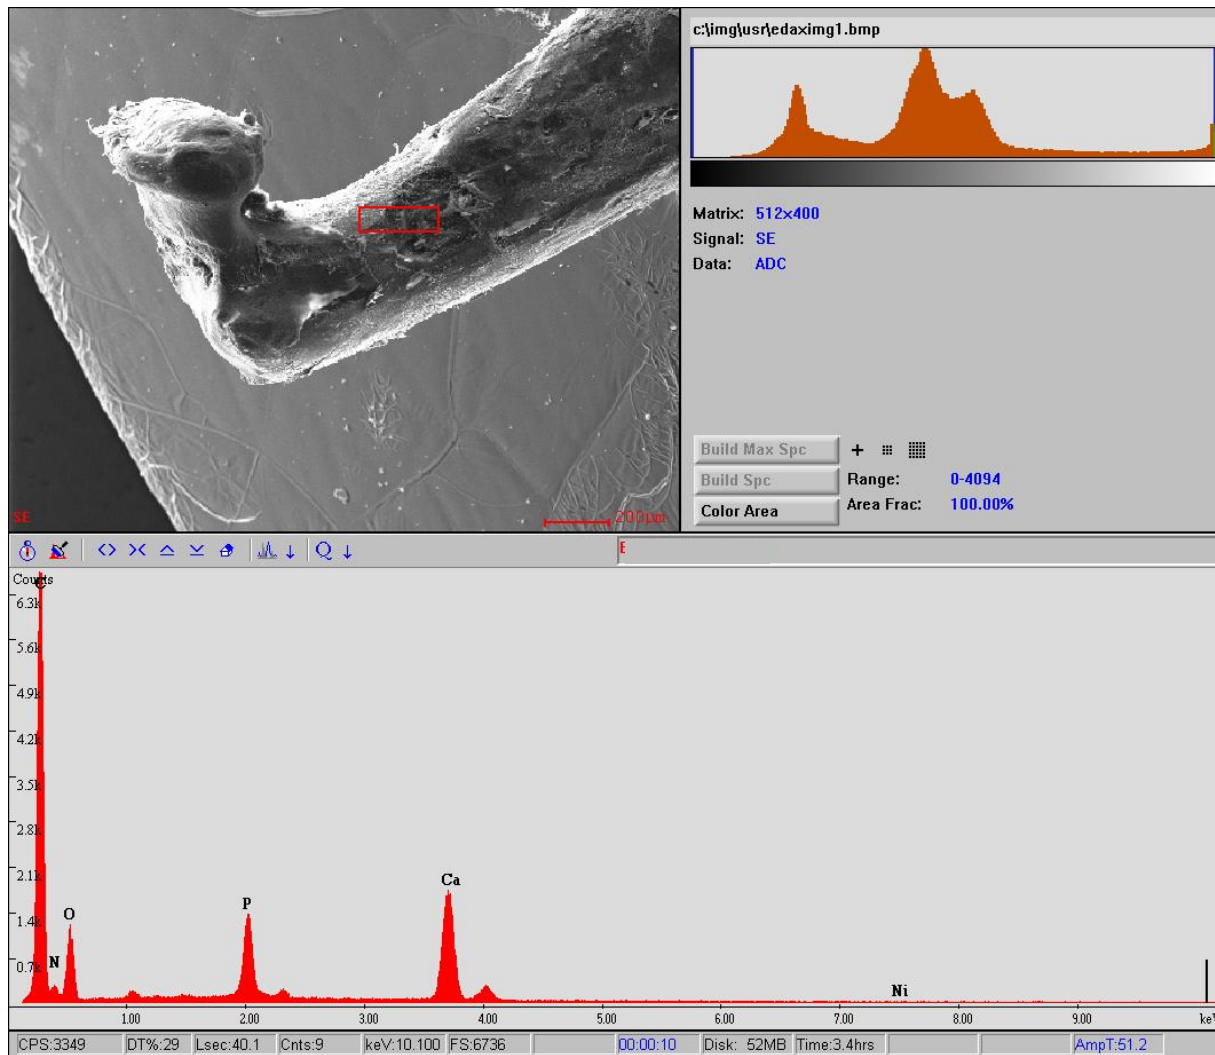 c:\img\usr\edaximg1.bmp
Matrix: 512x400
Signal: SE
Data: ADC
Build Max Spc
Build Spc
Range: 0-4094
Color Area
Area Frac: 100.00%
SE
200µm
Q
E
Counts
C
6.3k
5.6k
4.9k
4.2k
3.5k
2.8k
2.1k
1.4k
0.7k
N
O
P
Ca
Ni
1.00 2.00 3.00 4.00 5.00 6.00 7.00 8.00 9.00 keV
CPS:3349 DT%:29 Lsec:40.1 Cnts:9 keV:10.100 FS:6736 00:00:10 Disk: 52MB Time:3.4hrs AmpT:51.2